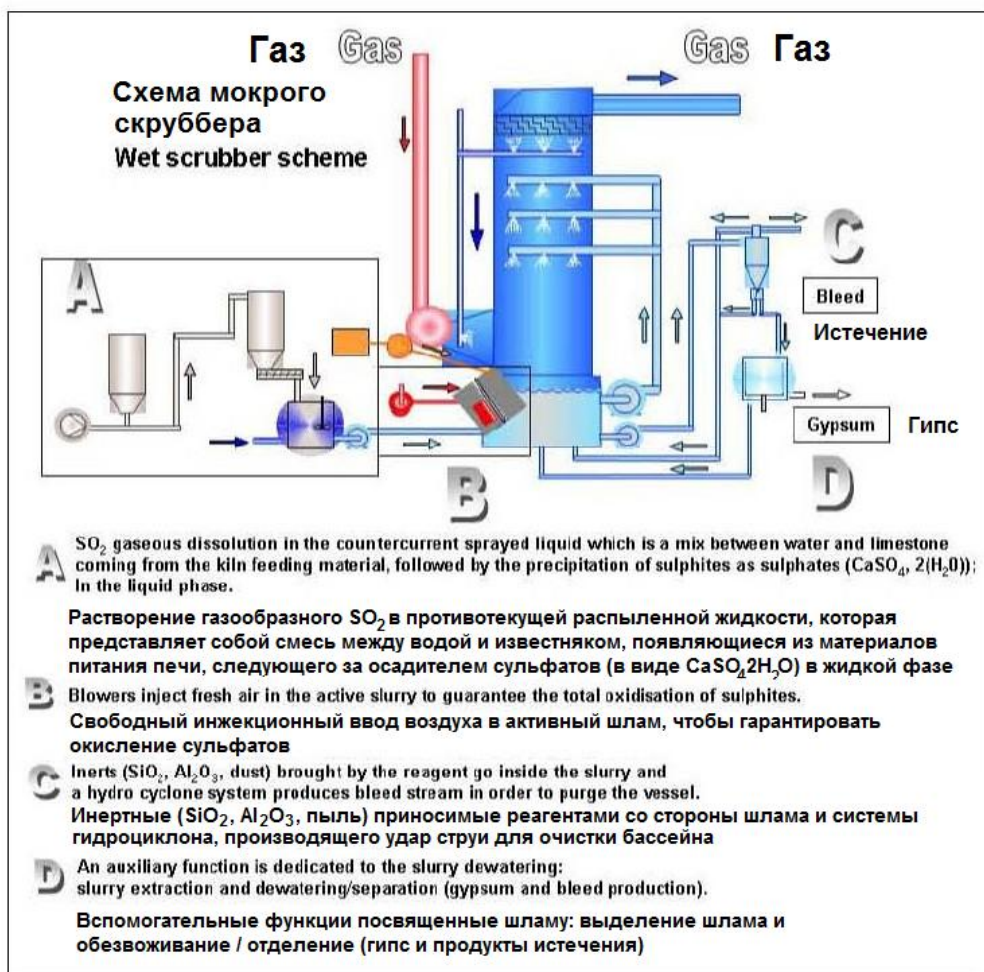 Газ Gas
Gas Газ
Схема мокрого
скруббера
Wet scrubber scheme
A
C
Bleed
Истечение
Gypsum Гипс
B
D
A SO₂ gaseous dissolution in the countercurrent sprayed liquid which is a mix between water and limestone
coming from the kiln feeding material, followed by the precipitation of sulphites as sulphates (CaSO₄, 2(H₂0));
In the liquid phase.
Растворение газообразного SO₂ в противотекущей распыленной жидкости, которая
представляет собой смесь между водой и известняком, появляющиеся из материалов
питания печи, следующего за осадителем сульфатов (в виде CaSO₄2H₂O) в жидкой фазе
B Blowers inject fresh air in the active slurry to guarantee the total oxidisation of sulphites.
Свободный инжекционный ввод воздуха в активный шлам, чтобы гарантировать
окисление сульфатов
C Inerts (SiO₂, Al₂O₃, dust) brought by the reagent go inside the slurry and
a hydro cyclone system produces bleed stream in order to purge the vessel.
Инертные (SiO₂, Al₂O₃, пыль) приносимые реагентами со стороны шлама и системы
гидроциклона, производящего удар струи для очистки бассейна
D An auxiliary function is dedicated to the slurry dewatering:
slurry extraction and dewatering/separation (gypsum and bleed production).
Вспомогательные функции посвященные шламу: выделение шлама и
обезвоживание / отделение (гипс и продукты истечения)